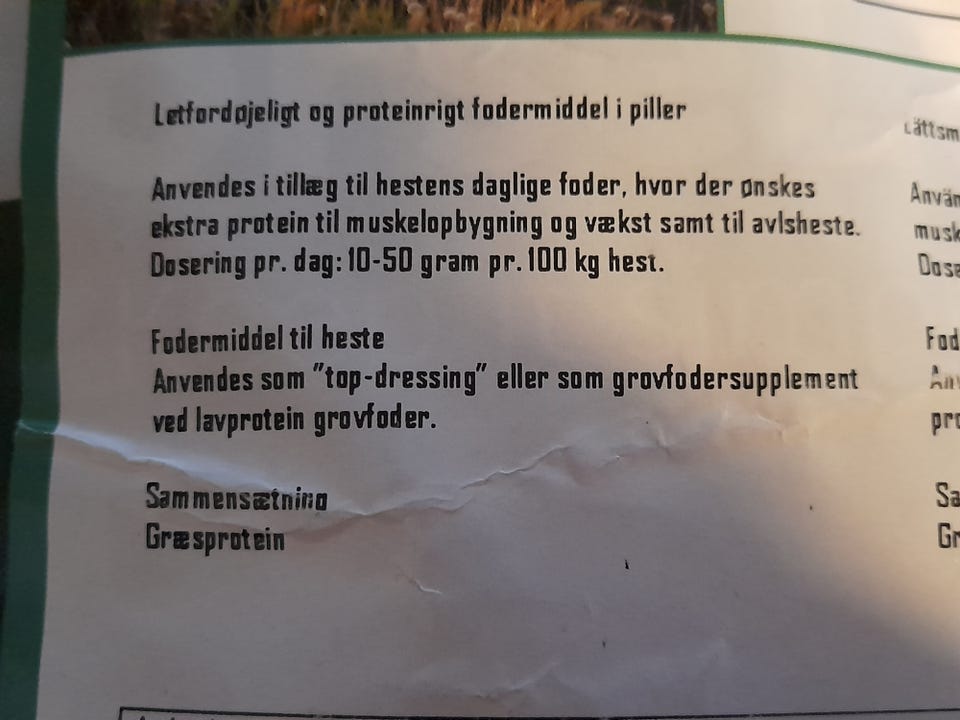 Letfordøjeligt og proteinrigt fodermiddel i piller
Anvendes i tillæg til hestens daglige foder, hvor der ønskes
ekstra protein til muskelopbygning og vækst samt til avlsheste.
Dosering pr. dag: 10-50 gram pr. 100 kg hest.
Fodermiddel til heste
Anvendes som "top-dressing" eller som grovfodersupplement
ved lavprotein grovfoder.
Sammensætning
Græsprotein